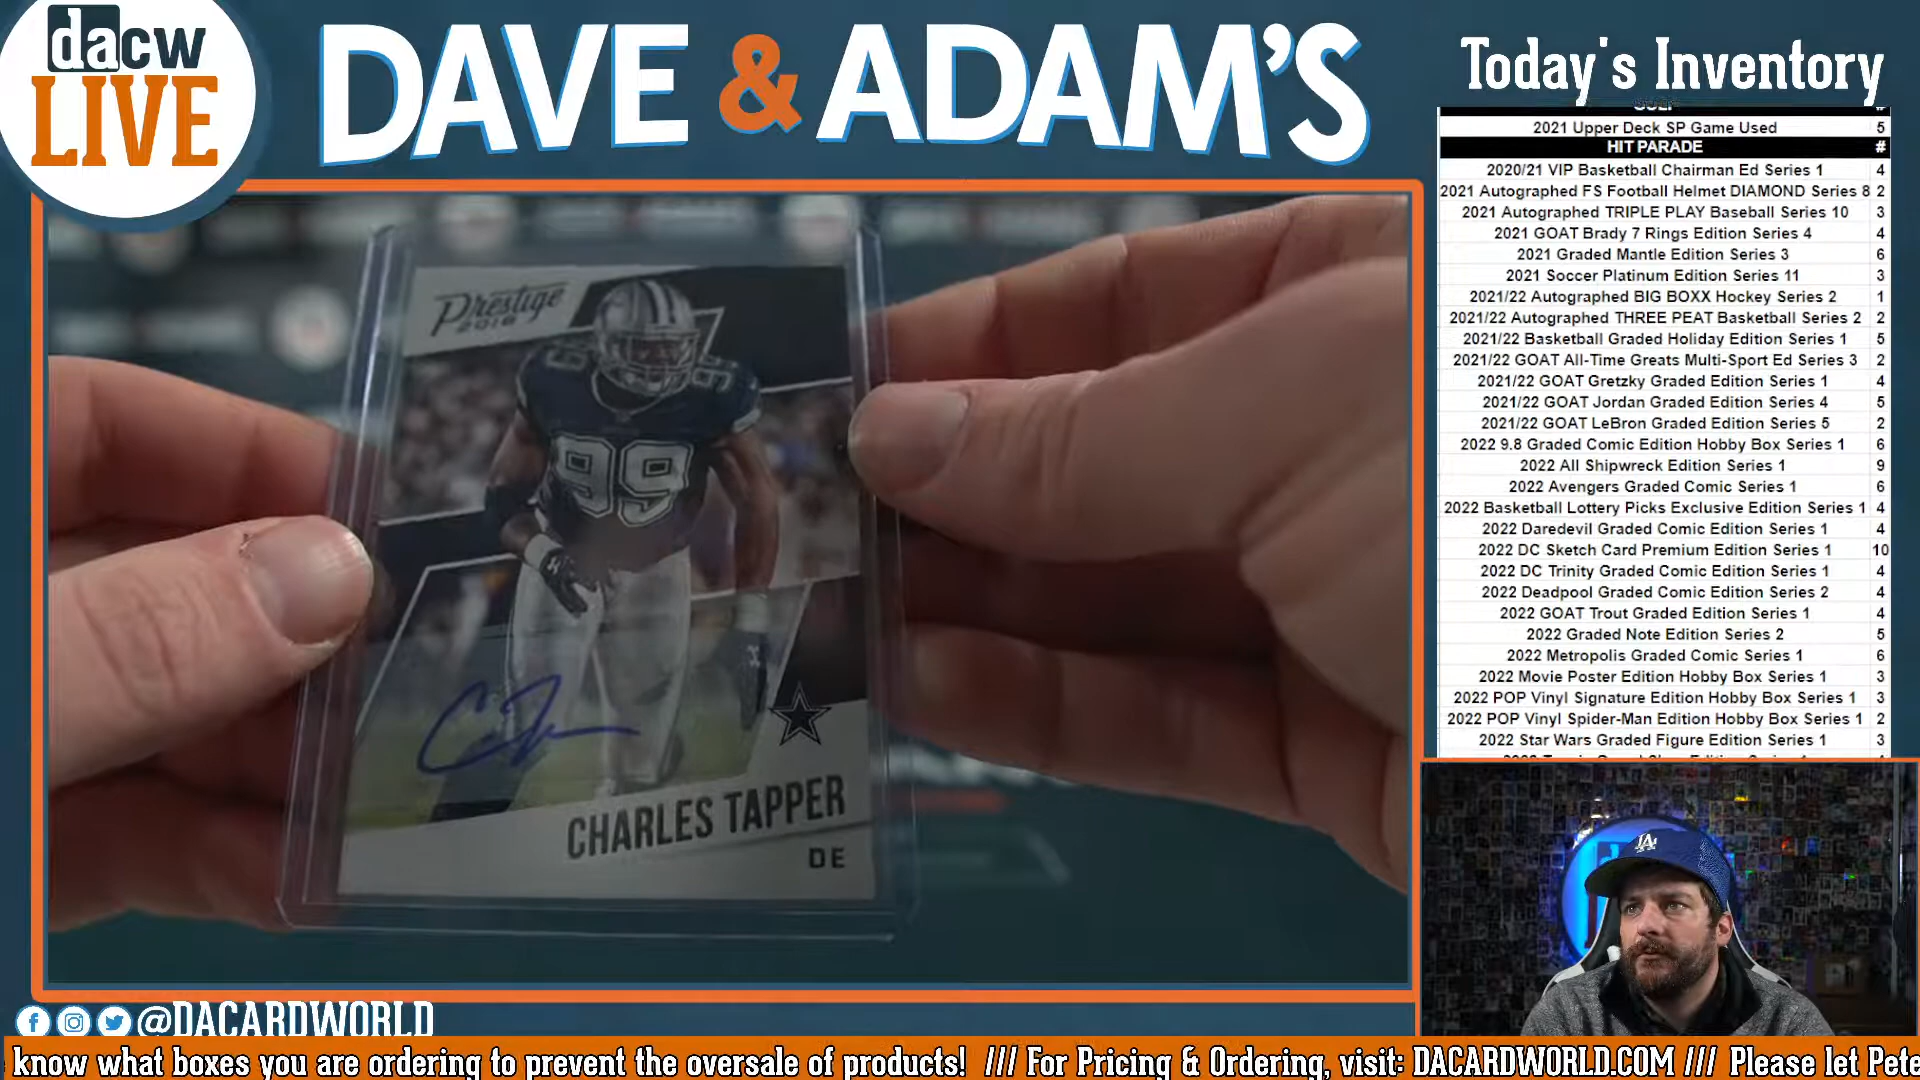 dacw
LIVE
DAVE & ADAM'S
Today's Inventory
2021 Upper Deck SP Game Used 5
HIT PARADE #
2020/21 VIP Basketball Chairman Ed Series 1 4
2021 Autographed FS Football Helmet DIAMOND Series 8 2
2021 Autographed TRIPLE PLAY Baseball Series 10 3
2021 GOAT Brady 7 Rings Edition Series 4 4
2021 Graded Mantle Edition Series 3 6
2021 Soccer Platinum Edition Series 11 3
2021/22 Autographed BIG BOXX Hockey Series 2 1
2021/22 Autographed THREE PEAT Basketball Series 2 2
2021/22 Basketball Graded Holiday Edition Series 1 5
2021/22 GOAT All-Time Greats Multi-Sport Ed Series 3 2
2021/22 GOAT Gretzky Graded Edition Series 1 4
2021/22 GOAT Jordan Graded Edition Series 4 5
2021/22 GOAT LeBron Graded Edition Series 5 2
2022 9.8 Graded Comic Edition Hobby Box Series 1 6
2022 All Shipwreck Edition Series 1 9
2022 Avengers Graded Comic Series 1 6
2022 Basketball Lottery Picks Exclusive Edition Series 1 4
2022 Daredevil Graded Comic Edition Series 1 4
2022 DC Sketch Card Premium Edition Series 1 10
2022 DC Trinity Graded Comic Edition Series 1 4
2022 Deadpool Graded Comic Edition Series 2 4
2022 GOAT Trout Graded Edition Series 1 4
2022 Graded Note Edition Series 2 5
2022 Metropolis Graded Comic Series 1 6
2022 Movie Poster Edition Hobby Box Series 1 3
2022 POP Vinyl Signature Edition Hobby Box Series 1 3
2022 POP Vinyl Spider-Man Edition Hobby Box Series 1 2
2022 Star Wars Graded Figure Edition Series 1 3
Prestige
2016
99
99
99
CHARLES TAPPER
DE
LA
@DACARDWORLD
know what boxes you are ordering to prevent the oversale of products! /// For Pricing & Ordering, visit: DACARDWORLD.COM /// Please let Pete